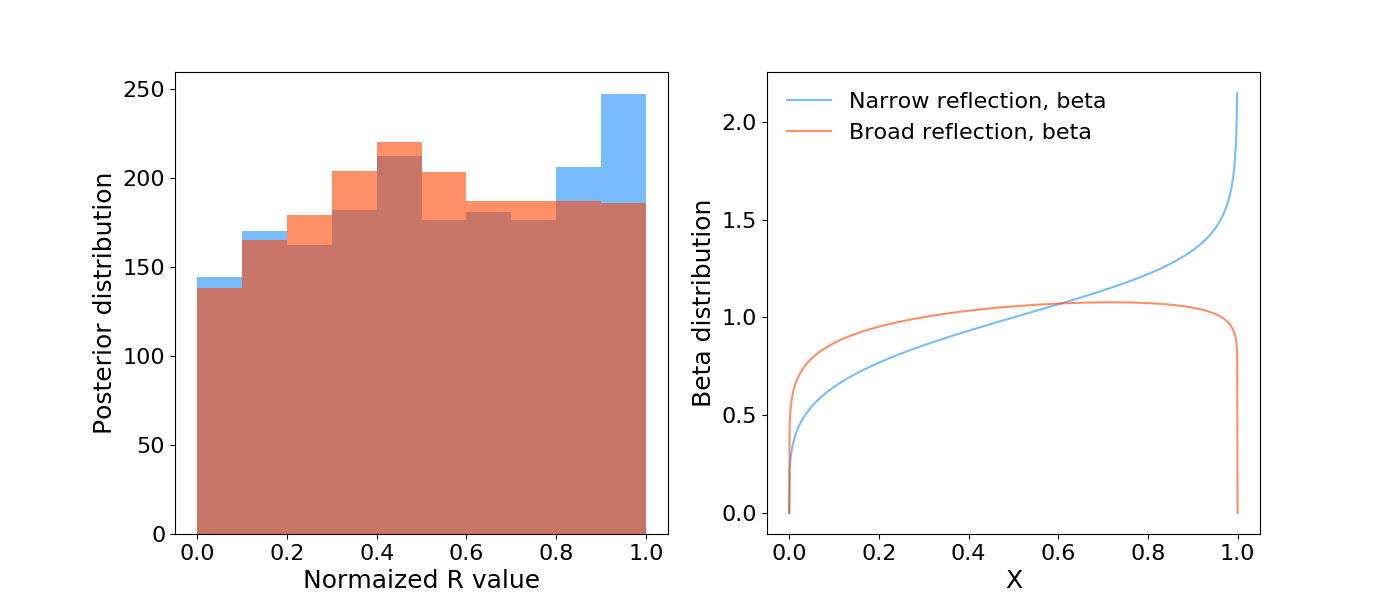 Posterior distribution
250
200
150
100
50
0
0.0 0.2 0.4 0.6 0.8 1.0
Normaized R value
Beta distribution
2.0
1.5
1.0
0.5
0.0
Narrow reflection, beta
Broad reflection, beta
0.0 0.2 0.4 0.6 0.8 1.0
X